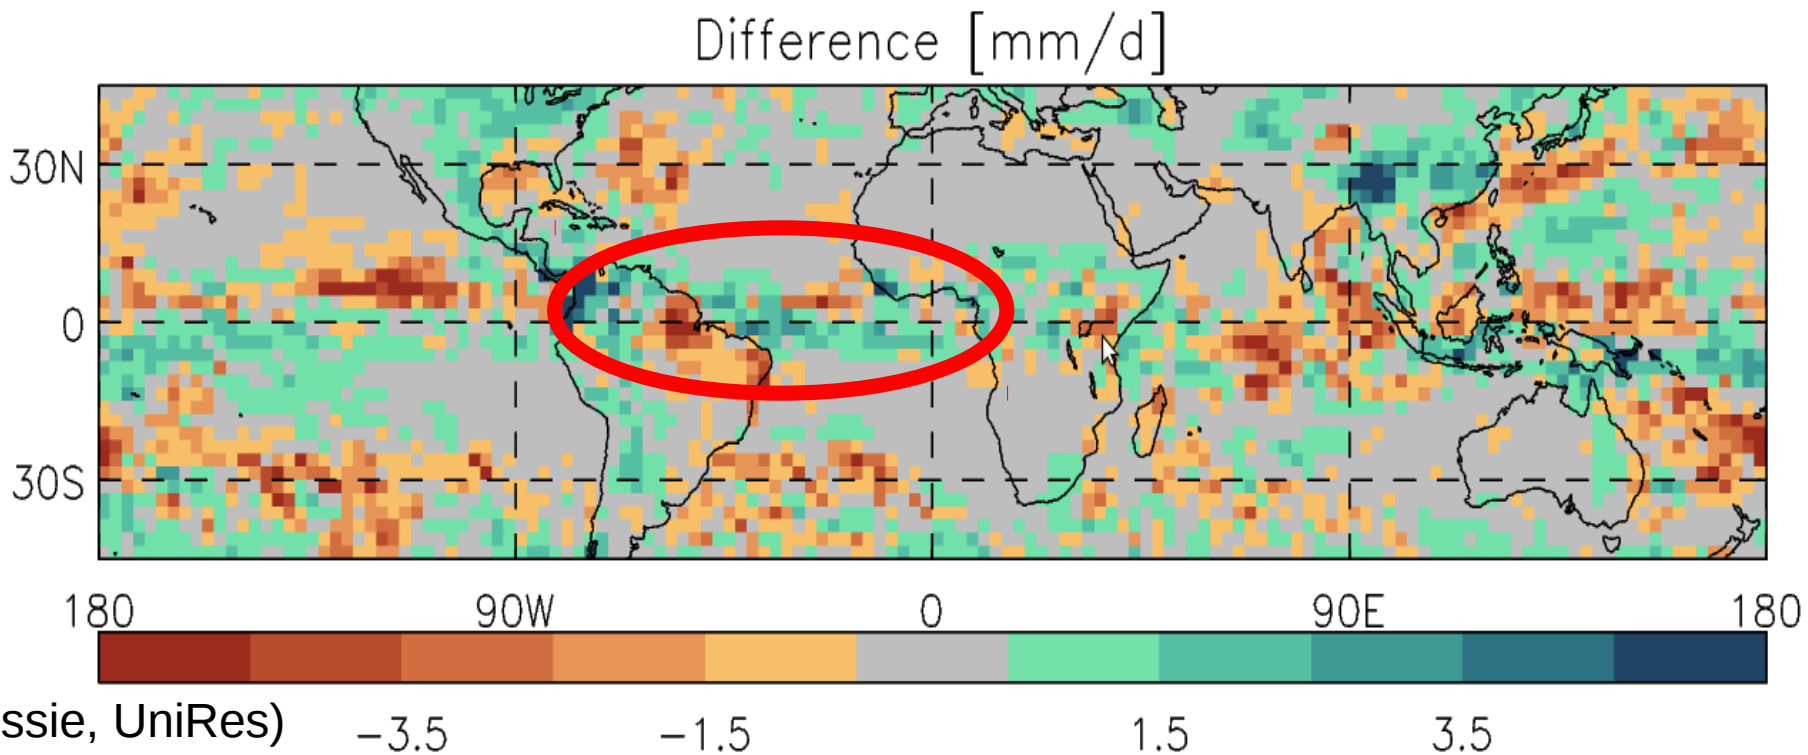 Difference [mm/d]
30N
0
30S
180 90W 0 90E 180
ssie, UniRes)
-3.5 -1.5 1.5 3.5